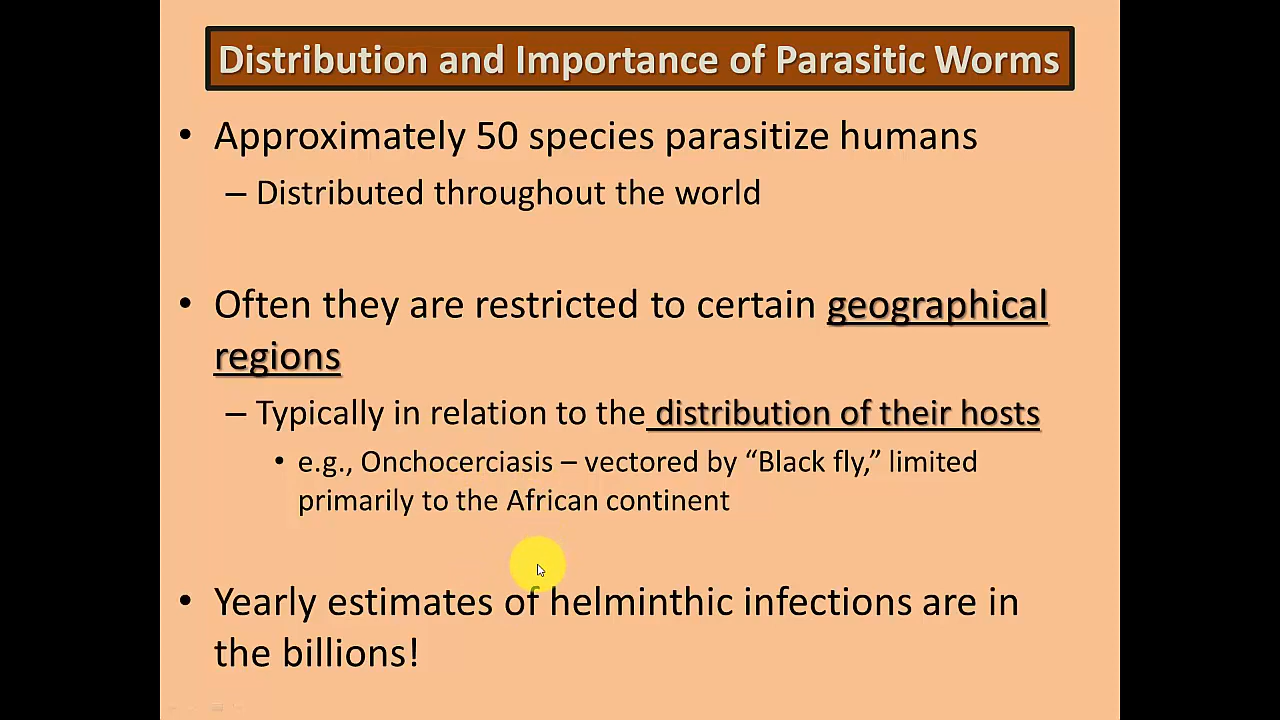 Distribution and Importance of Parasitic Worms
• Approximately 50 species parasitize humans
– Distributed throughout the world
• Often they are restricted to certain geographical
regions
– Typically in relation to the distribution of their hosts
• e.g., Onchocerciasis – vectored by “Black fly,” limited
primarily to the African continent
• Yearly estimates of helminthic infections are in
the billions!